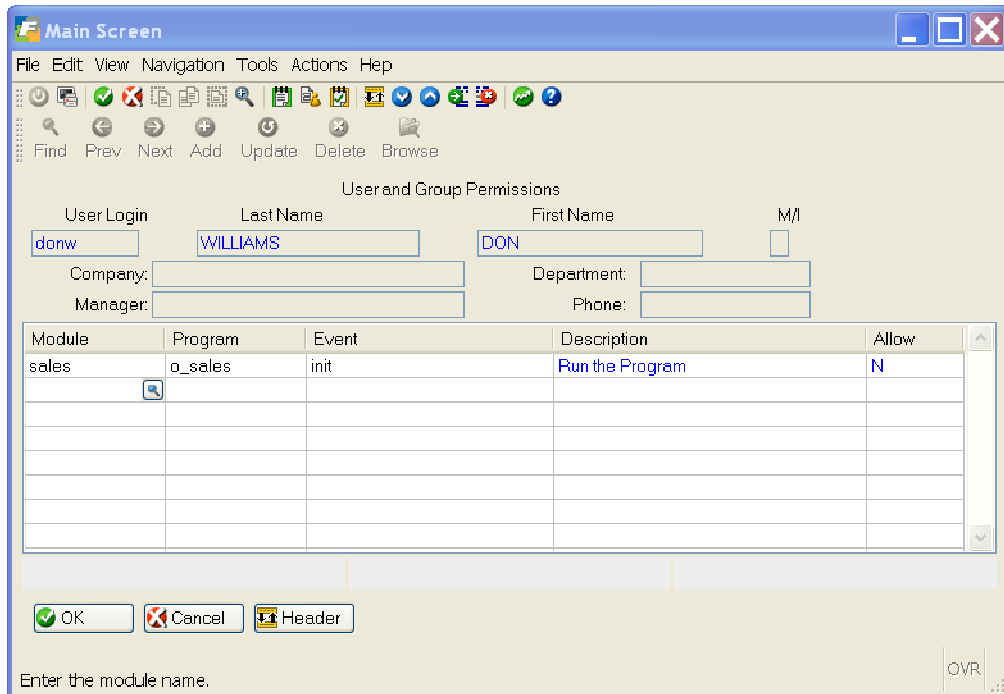 Main Screen
File Edit View Navigation Tools Actions Hep
Find Prev Next Add Update Delete Browse
User and Group Permissions
User Login Last Name First Name M/I
donw WILLIAMS DON
Company: Department:
Manager: Phone:
Module Program Event Description Allow
sales o_sales init Run the Program N
OK Cancel Header
OVR
Enter the module name.